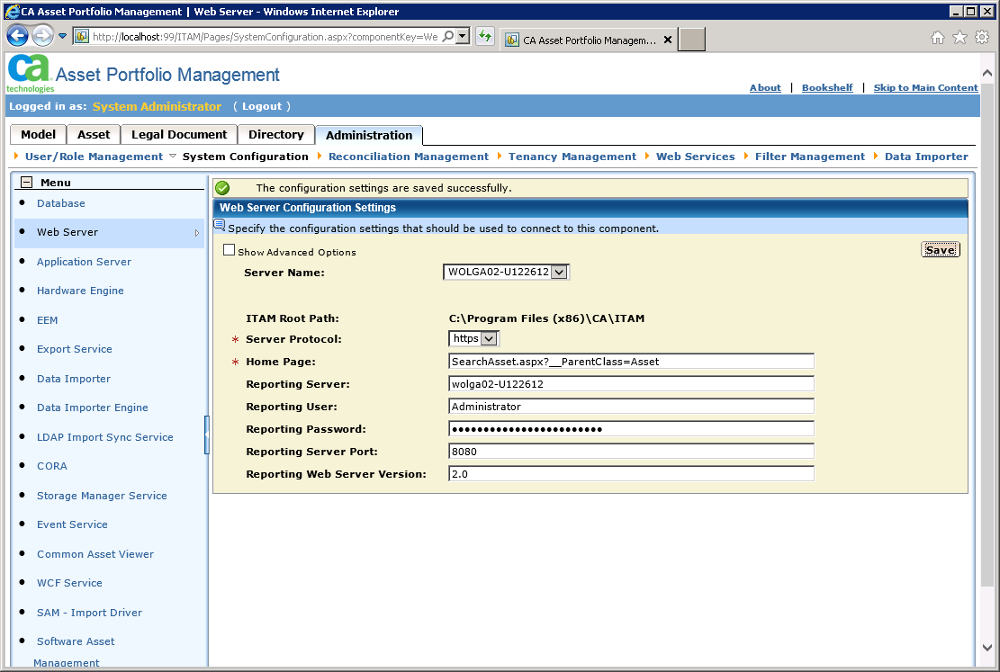 CA Asset Portfolio Management | Web Server - Windows Internet Explorer
http://localhost:99/ITAM/Pages/SystemConfiguration.aspx?componentKey=We
CA Asset Portfolio Managem...
ca technologies Asset Portfolio Management
About | Bookshelf | Skip to Main Content
Logged in as: System Administrator ( Logout )
Model Asset Legal Document Directory Administration
User/Role Management System Configuration Reconciliation Management Tenancy Management Web Services Filter Management Data Importer
Menu
Database
Web Server
Application Server
Hardware Engine
EEM
Export Service
Data Importer
Data Importer Engine
LDAP Import Sync Service
CORA
Storage Manager Service
Event Service
Common Asset Viewer
WCF Service
SAM - Import Driver
Software Asset
Management
The configuration settings are saved successfully.
Web Server Configuration Settings
Specify the configuration settings that should be used to connect to this component.
Show Advanced Options
Save
Server Name: WOLGA02-U122612
ITAM Root Path: C:\Program Files (x86)\CA\ITAM
* Server Protocol: https
* Home Page: SearchAsset.aspx?__ParentClass=Asset
Reporting Server: wolga02-U122612
Reporting User: Administrator
Reporting Password: ••••••••••••••••••••••••
Reporting Server Port: 8080
Reporting Web Server Version: 2.0